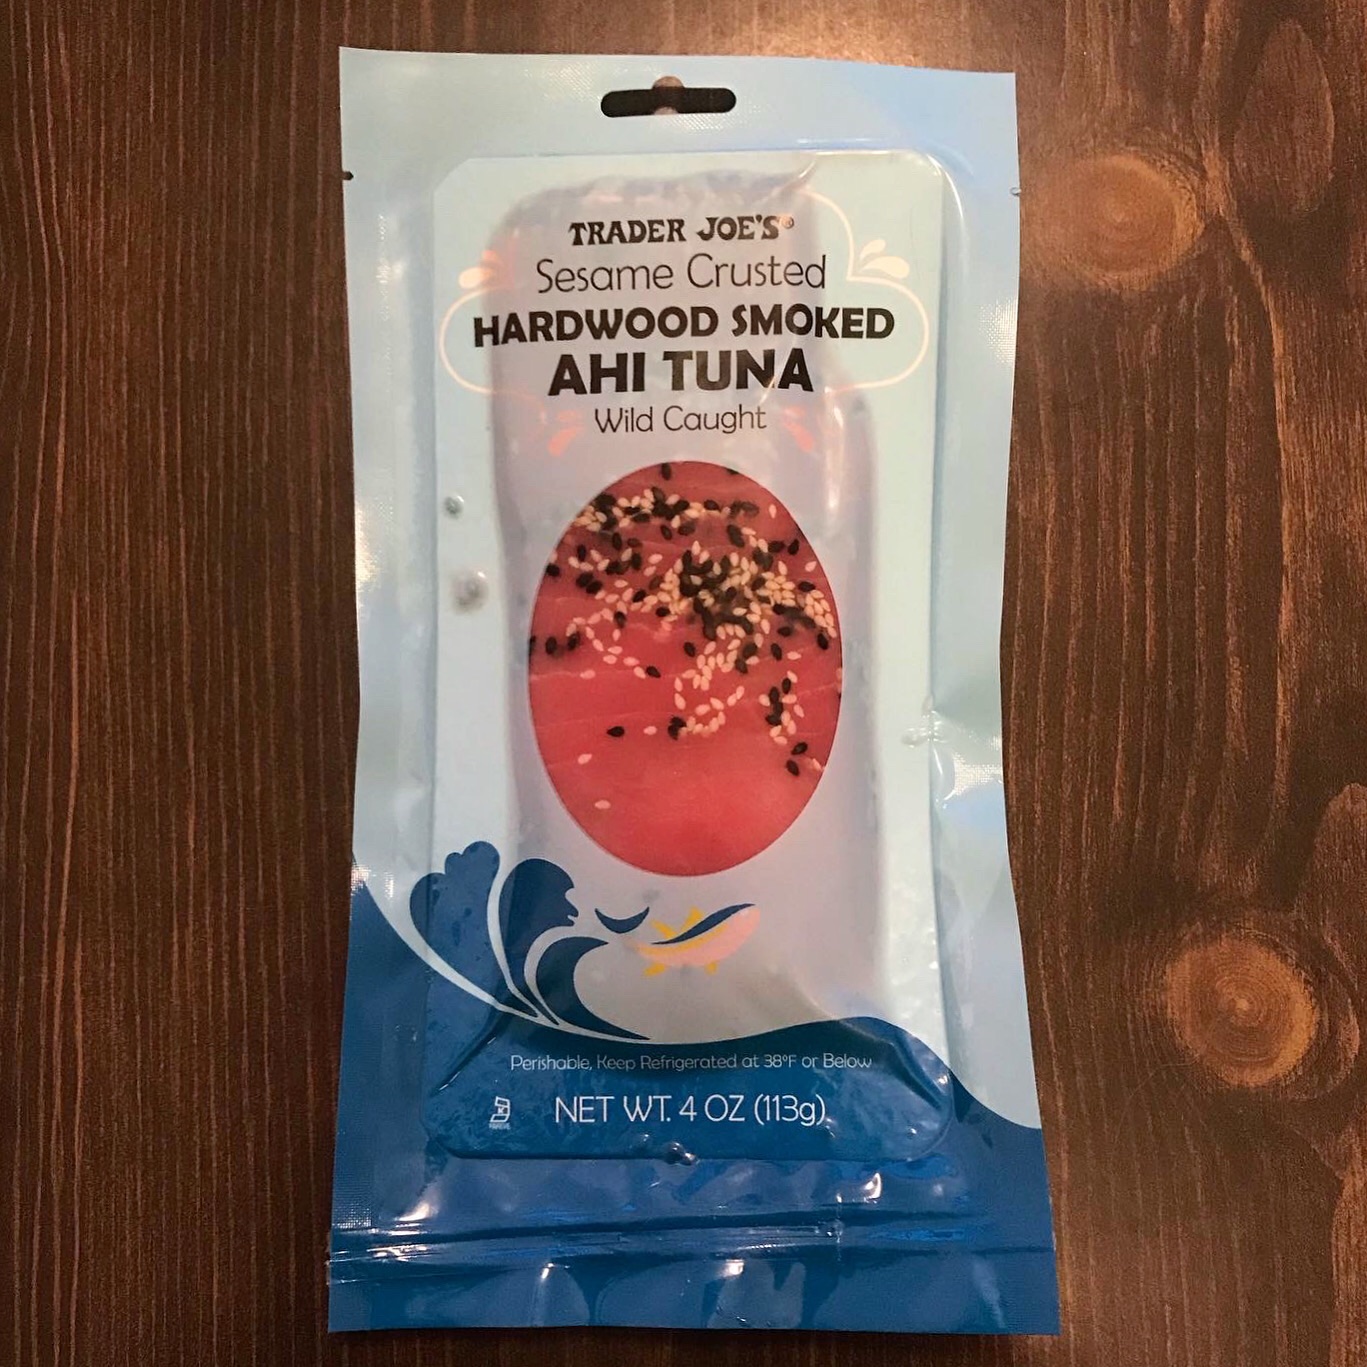 TRADER JOE'S®
Sesame Crusted
HARDWOOD SMOKED
AHI TUNA
Wild Caught
Perishable, Keep Refrigerated at 38°F or Below
NET WT. 4 OZ (113g)